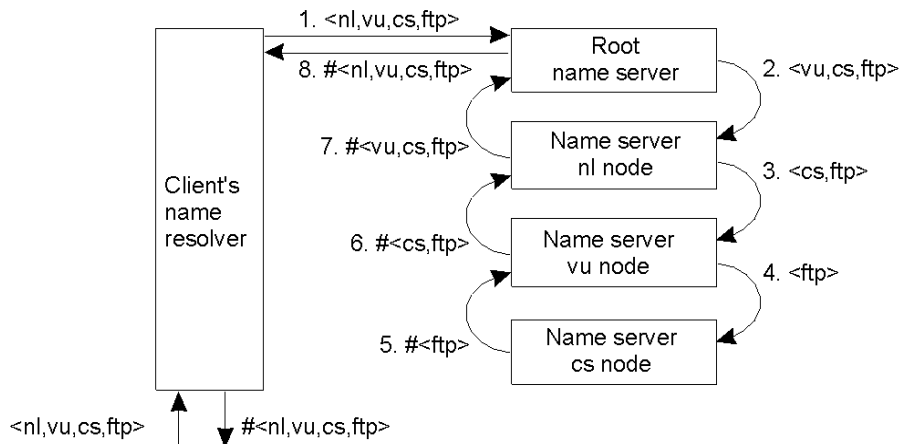 1. <nl,vu,cs,ftp>
8. #<nl,vu,cs,ftp>
Root
name server
2. <vu,cs,ftp>
7. #<vu,cs,ftp>
Name server
nl node
3. <cs,ftp>
Client's
name
resolver
6. #<cs,ftp>
Name server
vu node
4. <ftp>
5. #<ftp>
Name server
cs node
<nl,vu,cs,ftp>
#<nl,vu,cs,ftp>